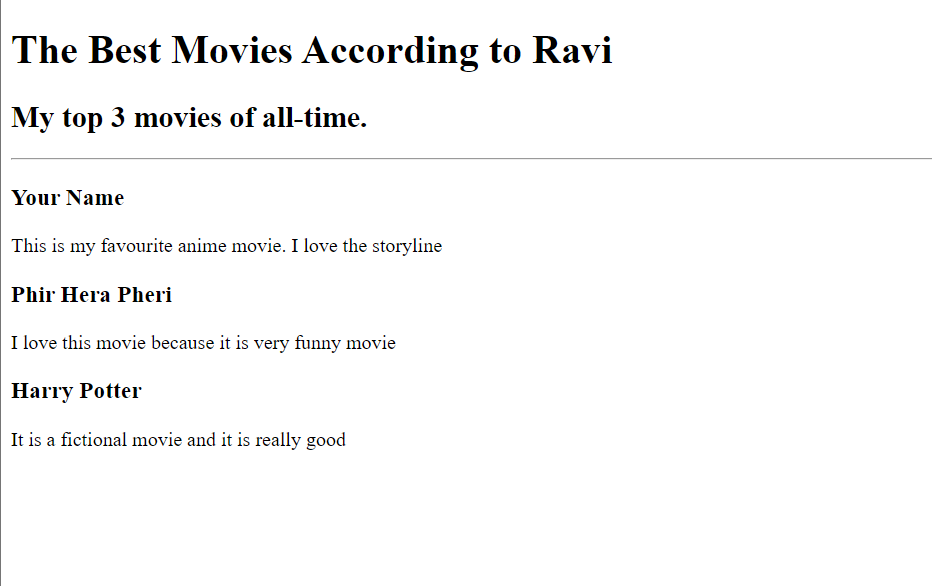 The Best Movies According to Ravi
My top 3 movies of all-time.
Your Name
This is my favourite anime movie. I love the storyline
Phir Hera Pheri
I love this movie because it is very funny movie
Harry Potter
It is a fictional movie and it is really good